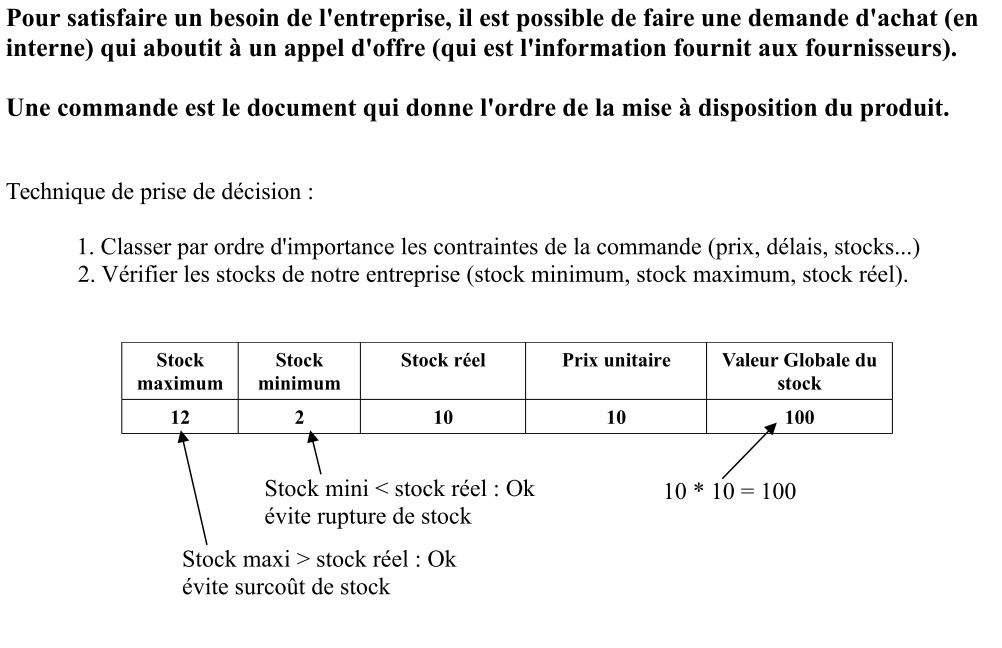 Pour satisfaire un besoin de l'entreprise, il est possible de faire une demande d'achat (en
interne) qui aboutit à un appel d'offre (qui est l'information fournit aux fournisseurs).
Une commande est le document qui donne l'ordre de la mise à disposition du produit.
Technique de prise de décision :
1. Classer par ordre d'importance les contraintes de la commande (prix, délais, stocks...)
2. Vérifier les stocks de notre entreprise (stock minimum, stock maximum, stock réel).
Stock Stock Stock réel Prix unitaire Valeur Globale du
maximum minimum stock
12 2 10 10 100
Stock mini < stock réel : Ok 10 * 10 = 100
évite rupture de stock
Stock maxi > stock réel : Ok
évite surcoût de stock